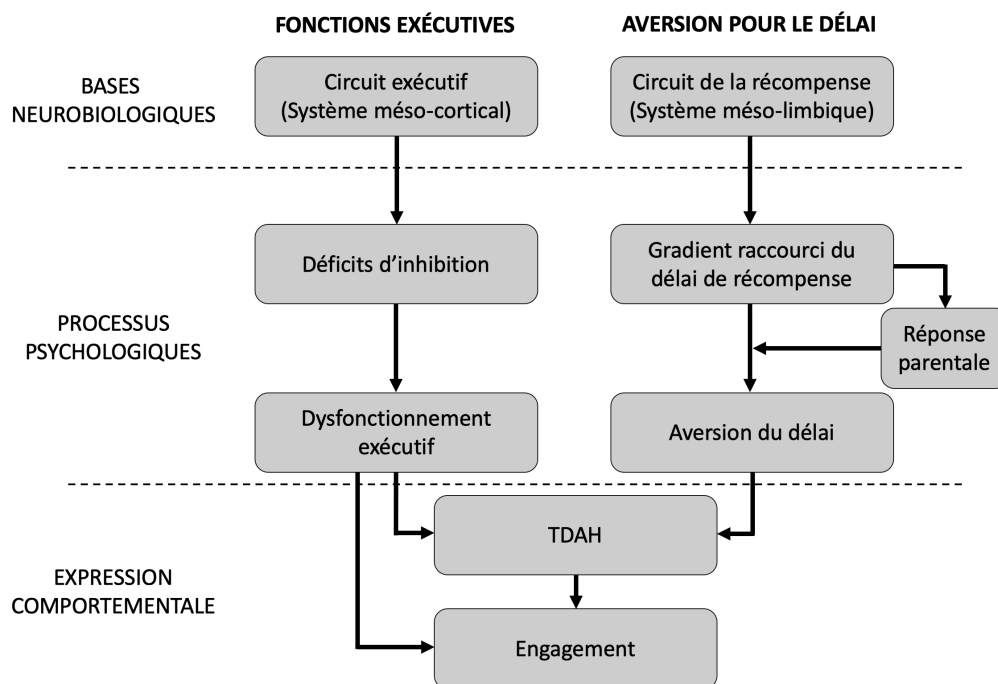 FONCTIONS EXÉCUTIVES
AVERSION POUR LE DÉLAI
BASES
NEUROBIOLOGIQUES
Circuit exécutif
(Système méso-cortical)
Circuit de la récompense
(Système méso-limbique)
PROCESSUS
PSYCHOLOGIQUES
Déficits d'inhibition
Gradient raccourci du
délai de récompense
Réponse
parentale
Dysfonctionnement
exécutif
Aversion du délai
EXPRESSION
COMPORTEMENTALE
TDAH
Engagement